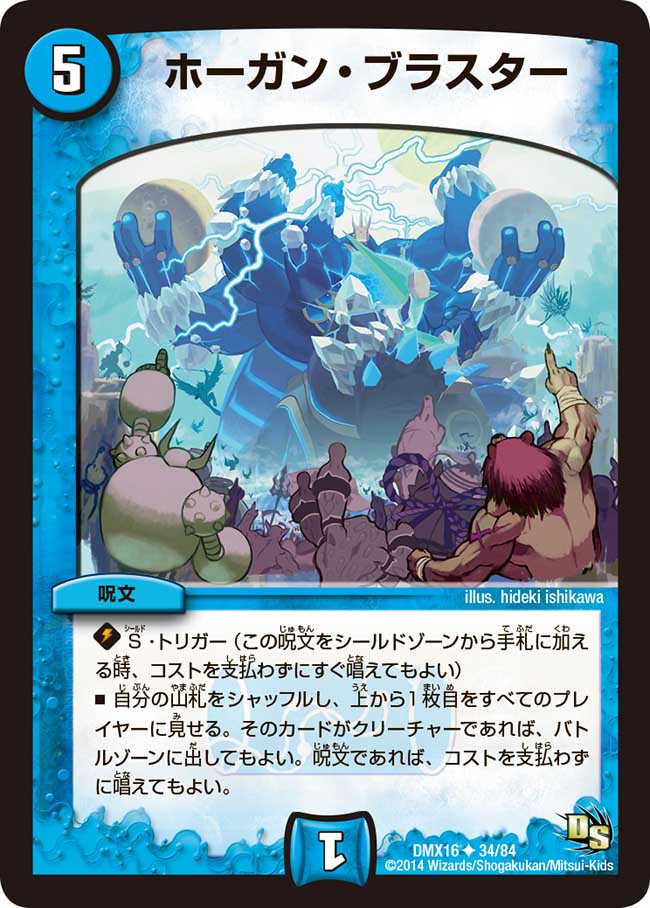 5
ホーガン・ブラスター
呪文
illus. hideki ishikawa
S・トリガー（この呪文をシールドゾーンから手札に加え
る時、コストを支払わずにすぐ唱えてもよい）
■ 自分の山札をシャッフルし、上から1枚目をすべてのプレ
イヤーに見せる。そのカードがクリーチャーであれば、バト
ルゾーンに出してもよい。呪文であれば、コストを支払わず
に唱えてもよい。
1
DS
DMX16 ◆ 34/84
©2014 Wizards/Shogakukan/Mitsui-Kids